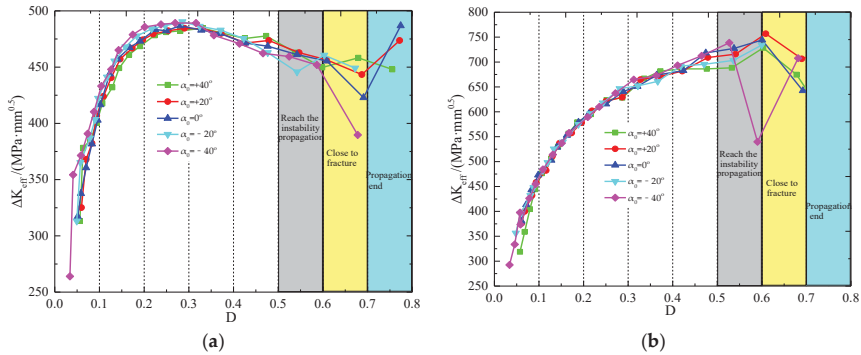 550
500
450
400
350
300
250
ΔK_eff /(MPa·mm^0.5)
α₀=+40°
α₀=+20°
α₀=0°
α₀=－20°
α₀=－40°
Reach the
instability
propagation
Close to
fracture
Propagation
end
0.0 0.1 0.2 0.3 0.4 0.5 0.6 0.7 0.8
D
(a)
800
750
700
650
600
550
500
450
400
350
300
250
ΔK_eff /(MPa·mm^0.5)
α₀=+40°
α₀=+20°
α₀=0°
α₀=－20°
α₀=－40°
Reach the
instability
propagation
Close to
fracture
Propagation
end
0.0 0.1 0.2 0.3 0.4 0.5 0.6 0.7 0.8
D
(b)